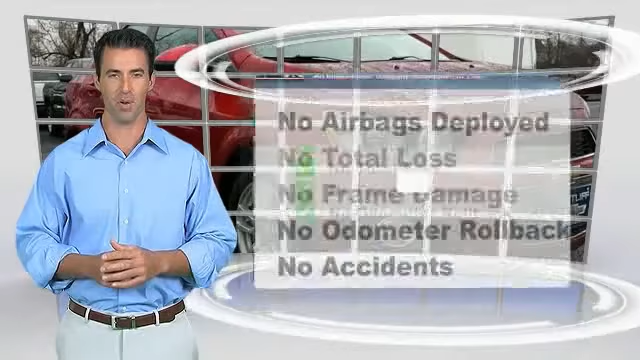 No Airbags Deployed
No Total Loss
No Frame Damage
No Odometer Rollback
No Accidents